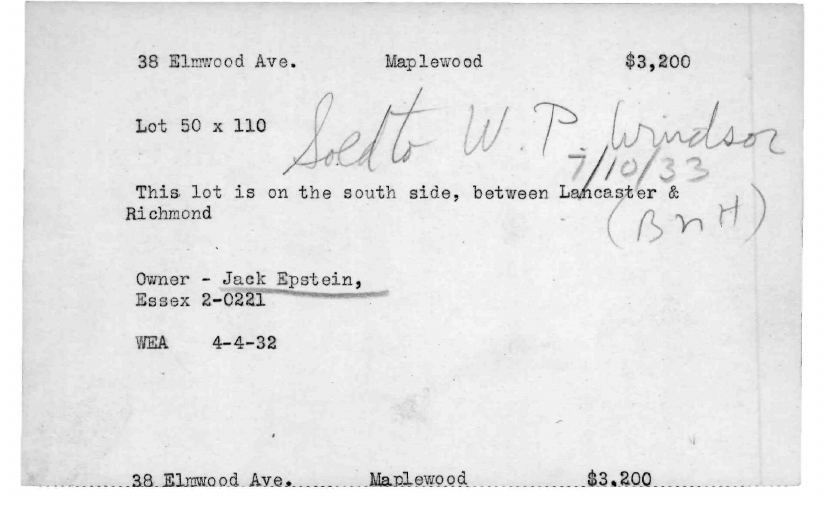 38 Elmwood Ave. Maplewood $3,200
Lot 50 x 110
Sold to W. P. Windsor
7/10/33
This lot is on the south side, between Lancaster &
Richmond
(BnH)
Owner - Jack Epstein,
Essex 2-0221
WEA 4-4-32
38 Elmwood Ave. Maplewood $3,200